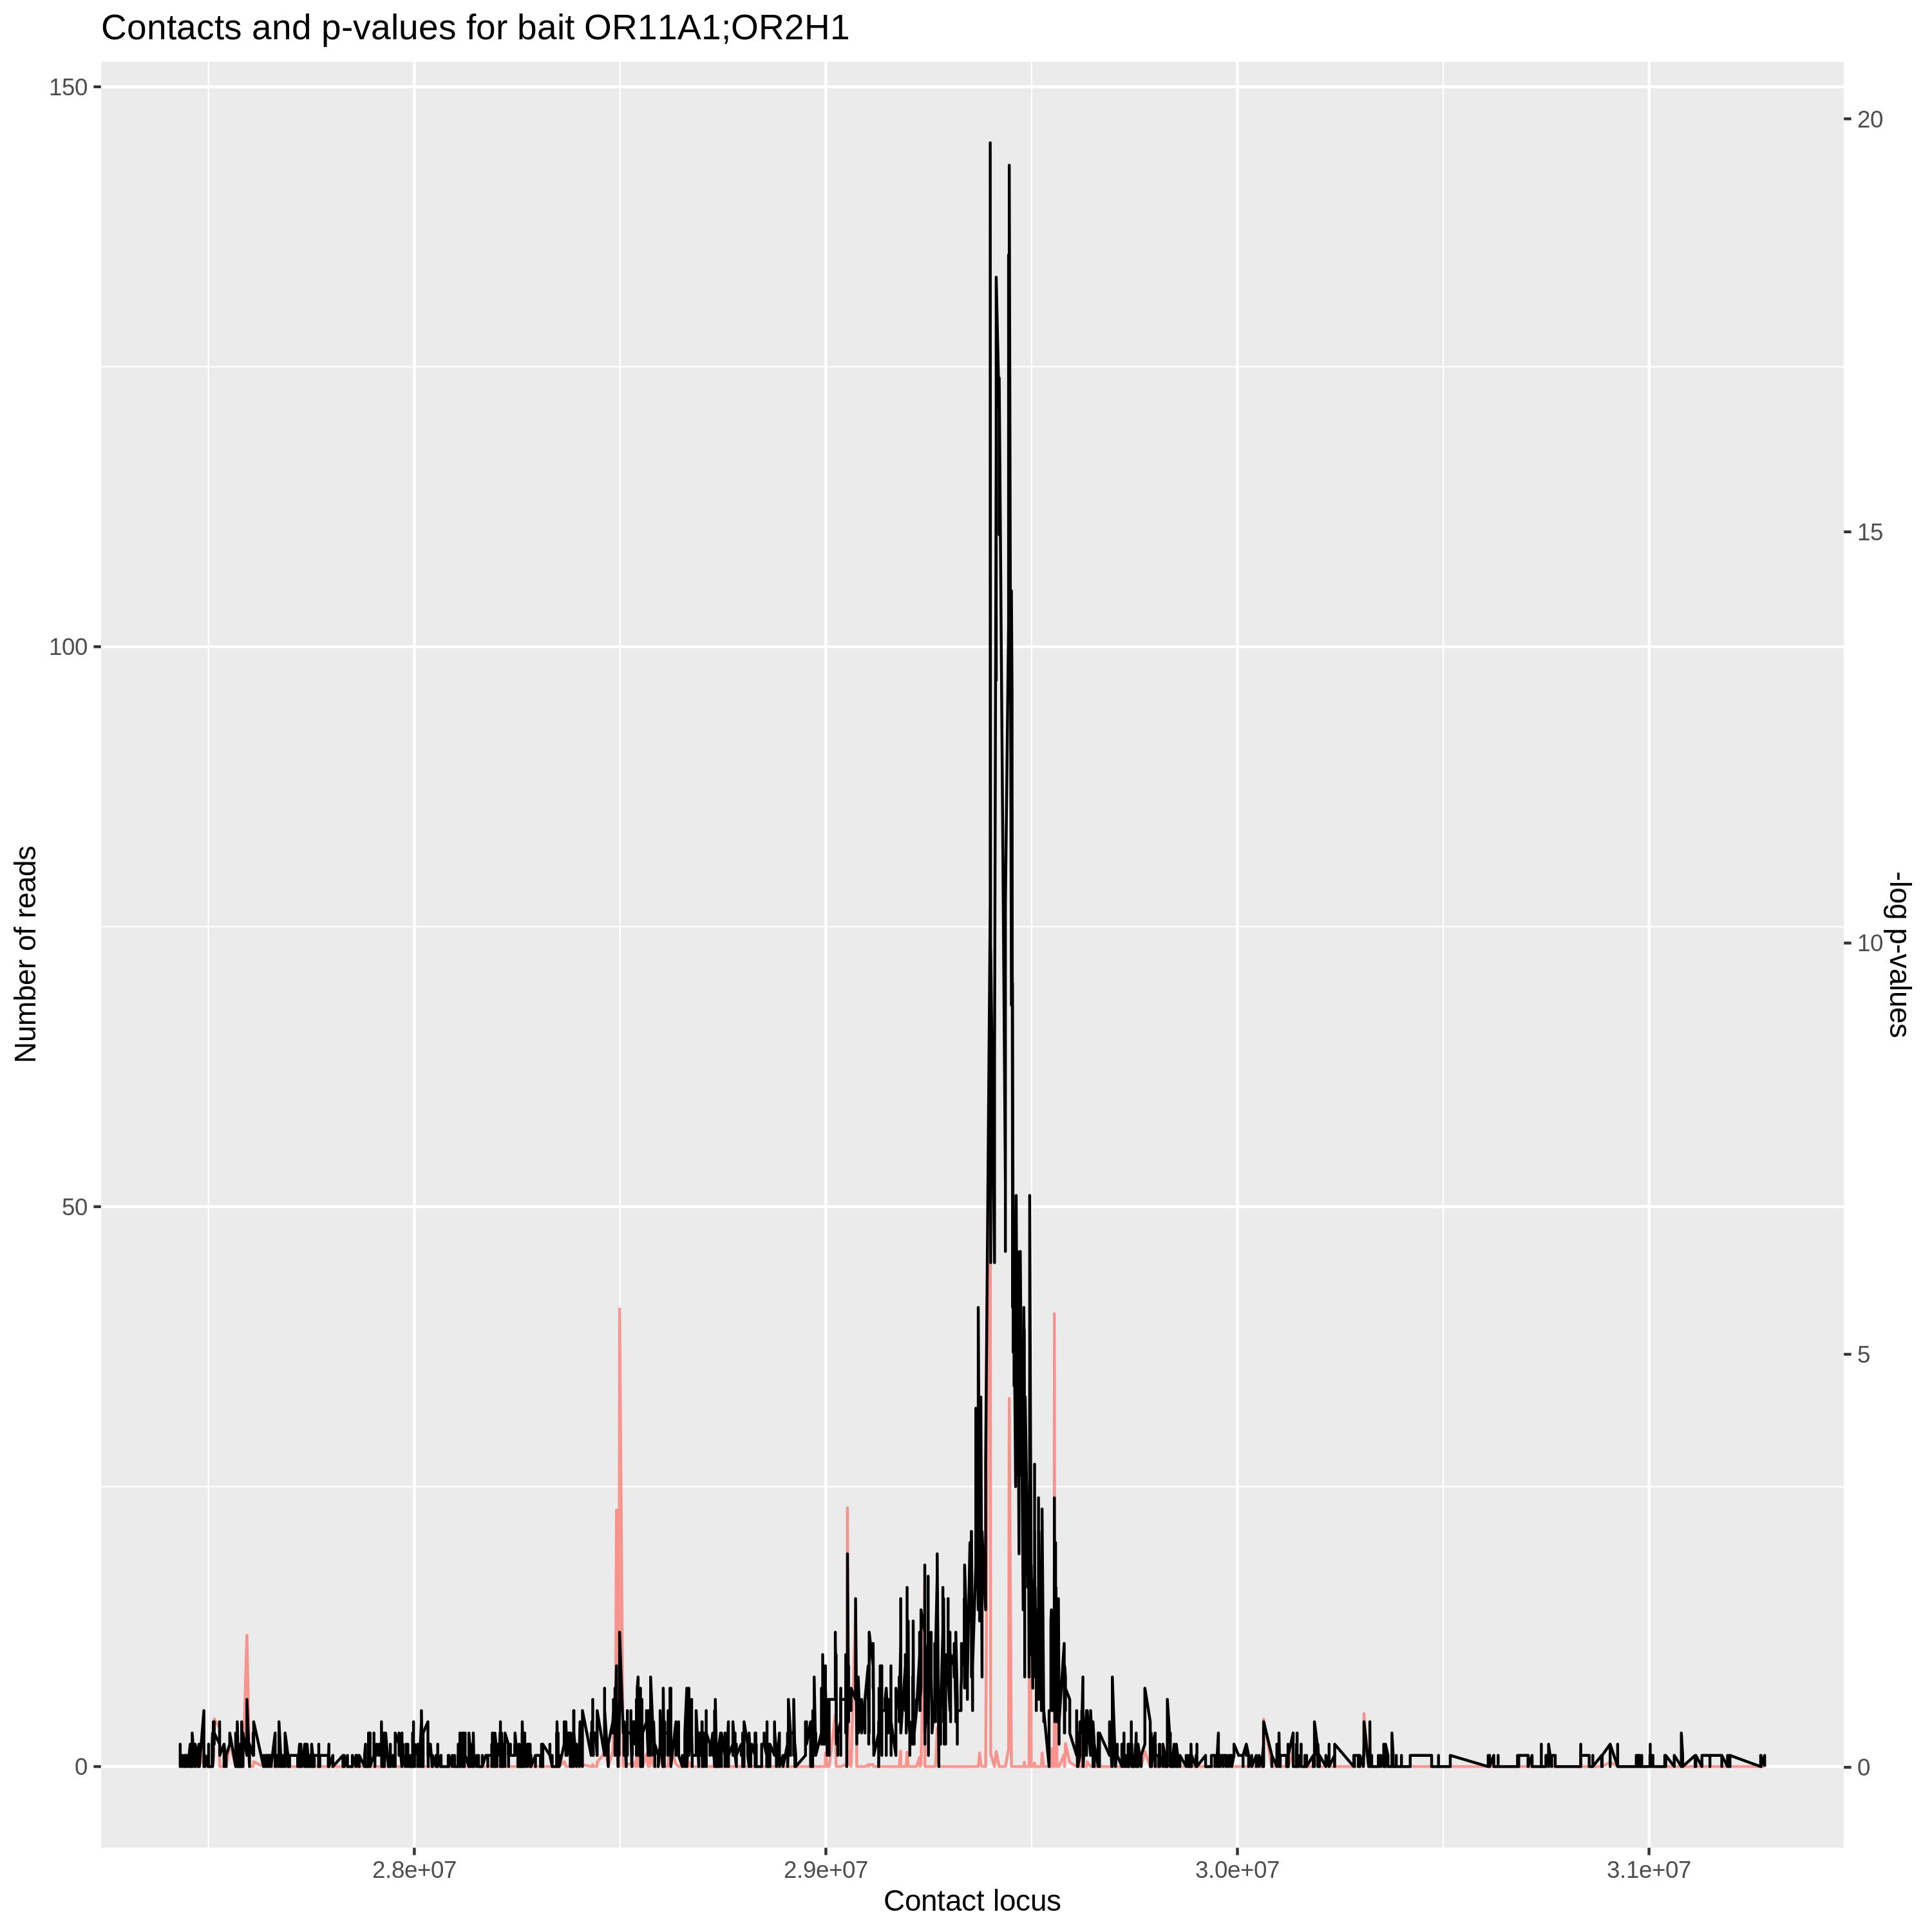 Contacts and p-values for bait OR11A1;OR2H1
150
100
50
0
Number of reads
20
15
10
5
0
-log p-values
2.8e+07
2.9e+07
3.0e+07
3.1e+07
Contact locus